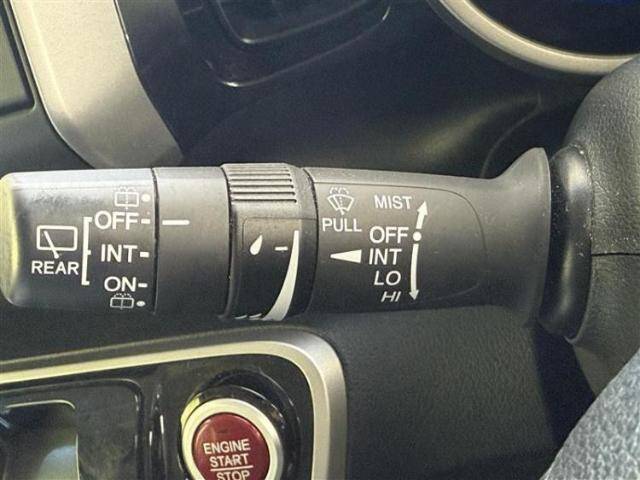 OFF
INT
ON
REAR
PULL
MIST
OFF
INT
LO
HI
ENGINE
START
STOP